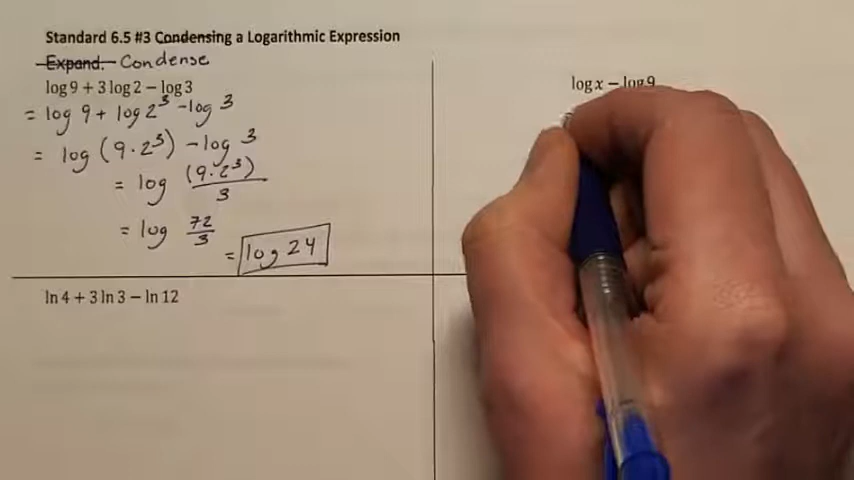 Standard 6.5 #3 Condensing a Logarithmic Expression
Expand. Condense
log 9 + 3 log 2 − log 3
= log 9 + log 2³ - log 3
= log (9 · 2³) - log 3
= log (9 · 2³) / 3
= log 72 / 3
= log 24
ln 4 + 3 ln 3 − ln 12
log x − log 9